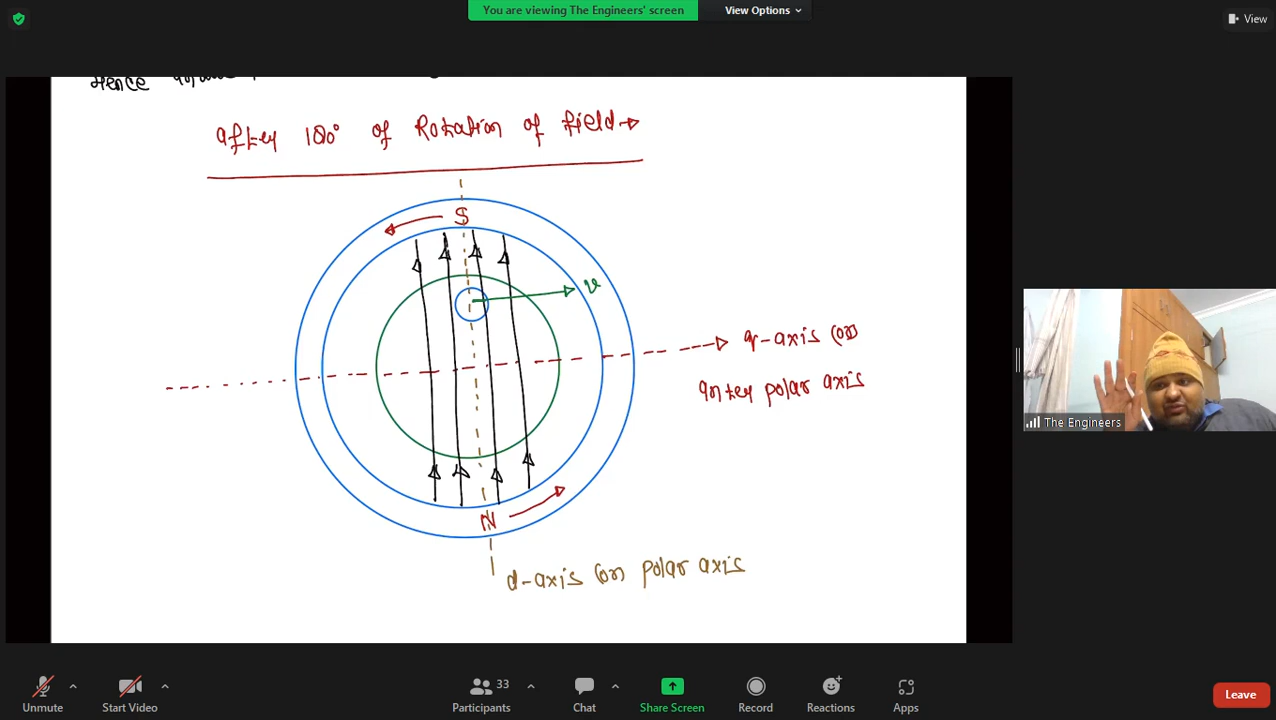 You are viewing The Engineers' screen
View Options
View
Hence
after 180° of Rotation of field→
S
v
q-axis (or)
inter polar axis
N
d-axis (or) polar axis
The Engineers
Unmute
Start Video
33
Participants
Chat
Share Screen
Record
Reactions
Apps
Leave